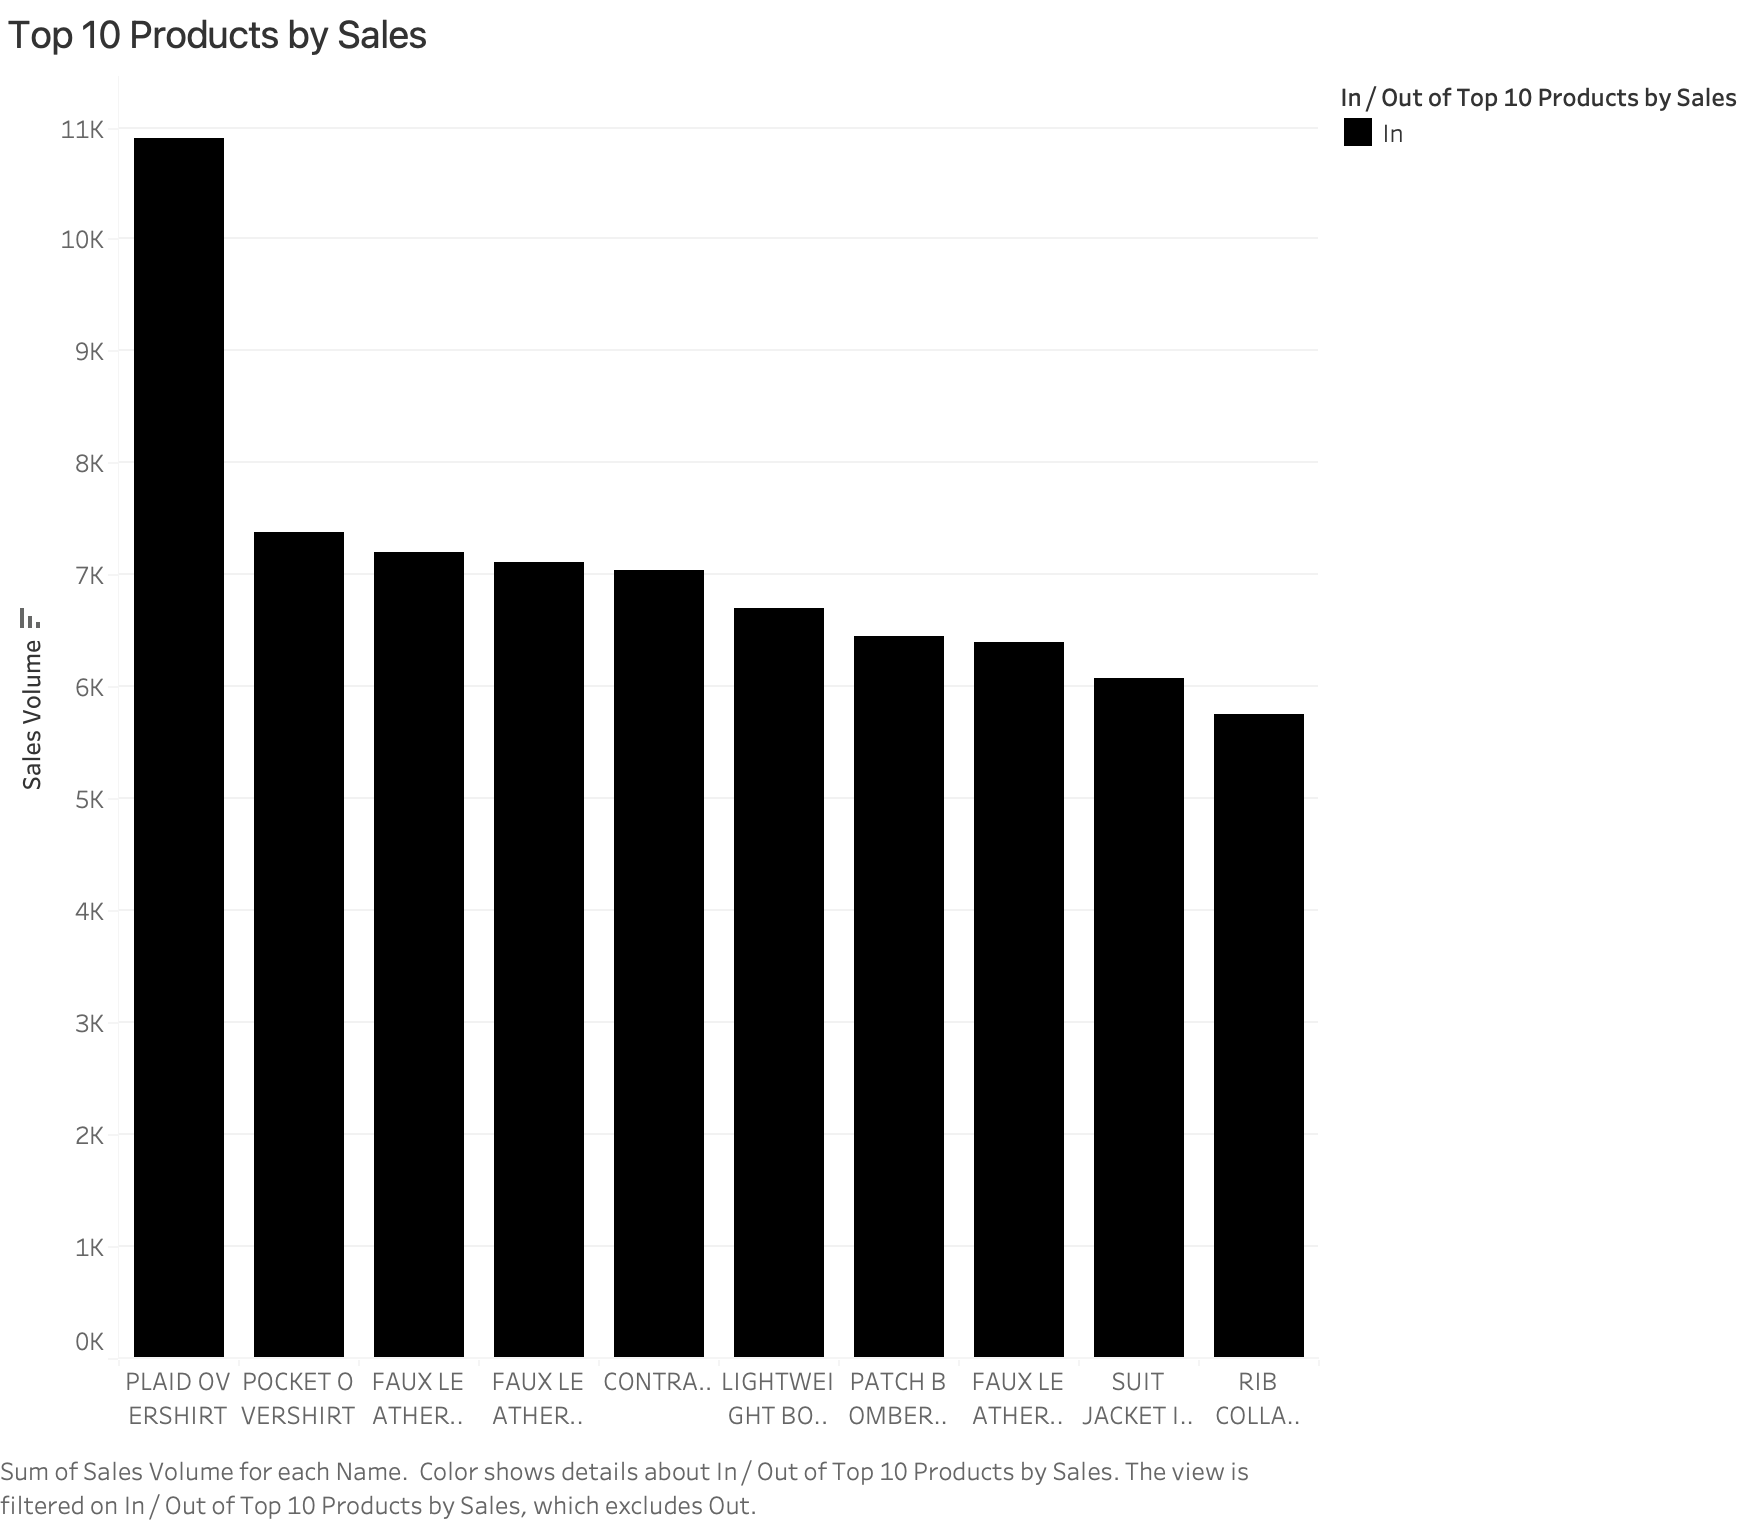 Top 10 Products by Sales
In / Out of Top 10 Products by Sales
In
11K
10K
9K
8K
7K
6K
5K
4K
3K
2K
1K
0K
Sales Volume
PLAID OV
ERSHIRT
POCKET O
VERSHIRT
FAUX LE
ATHER..
FAUX LE
ATHER..
CONTRA..
LIGHTWEI
GHT BO..
PATCH B
OMBER..
FAUX LE
ATHER..
SUIT
JACKET I..
RIB
COLLA..
Sum of Sales Volume for each Name.  Color shows details about In / Out of Top 10 Products by Sales. The view is
filtered on In / Out of Top 10 Products by Sales, which excludes Out.